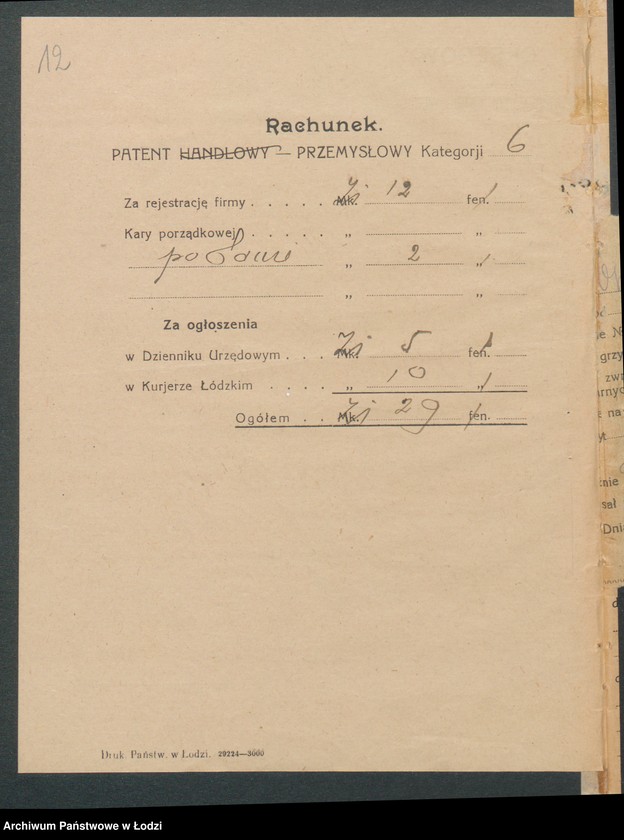 12
Rachunek.
PATENT HANDLOWY — PRZEMYSŁOWY Kategorji 6
Za rejestrację firmy . . . . . Mk. Zł 12 fen.
Kary porządkowej . . . . . „ „
podanie „ 2 „
„ „
Za ogłoszenia
w Dzienniku Urzędowym . . . Mk. Zł 5 fen.
w Kurjerze Łódzkim . . . . „ 10 „
Ogółem . . Mk. Zł 29 fen.
Druk. Państw. w Łodzi. 29224—3000
Archiwum Państwowe w Łodzi